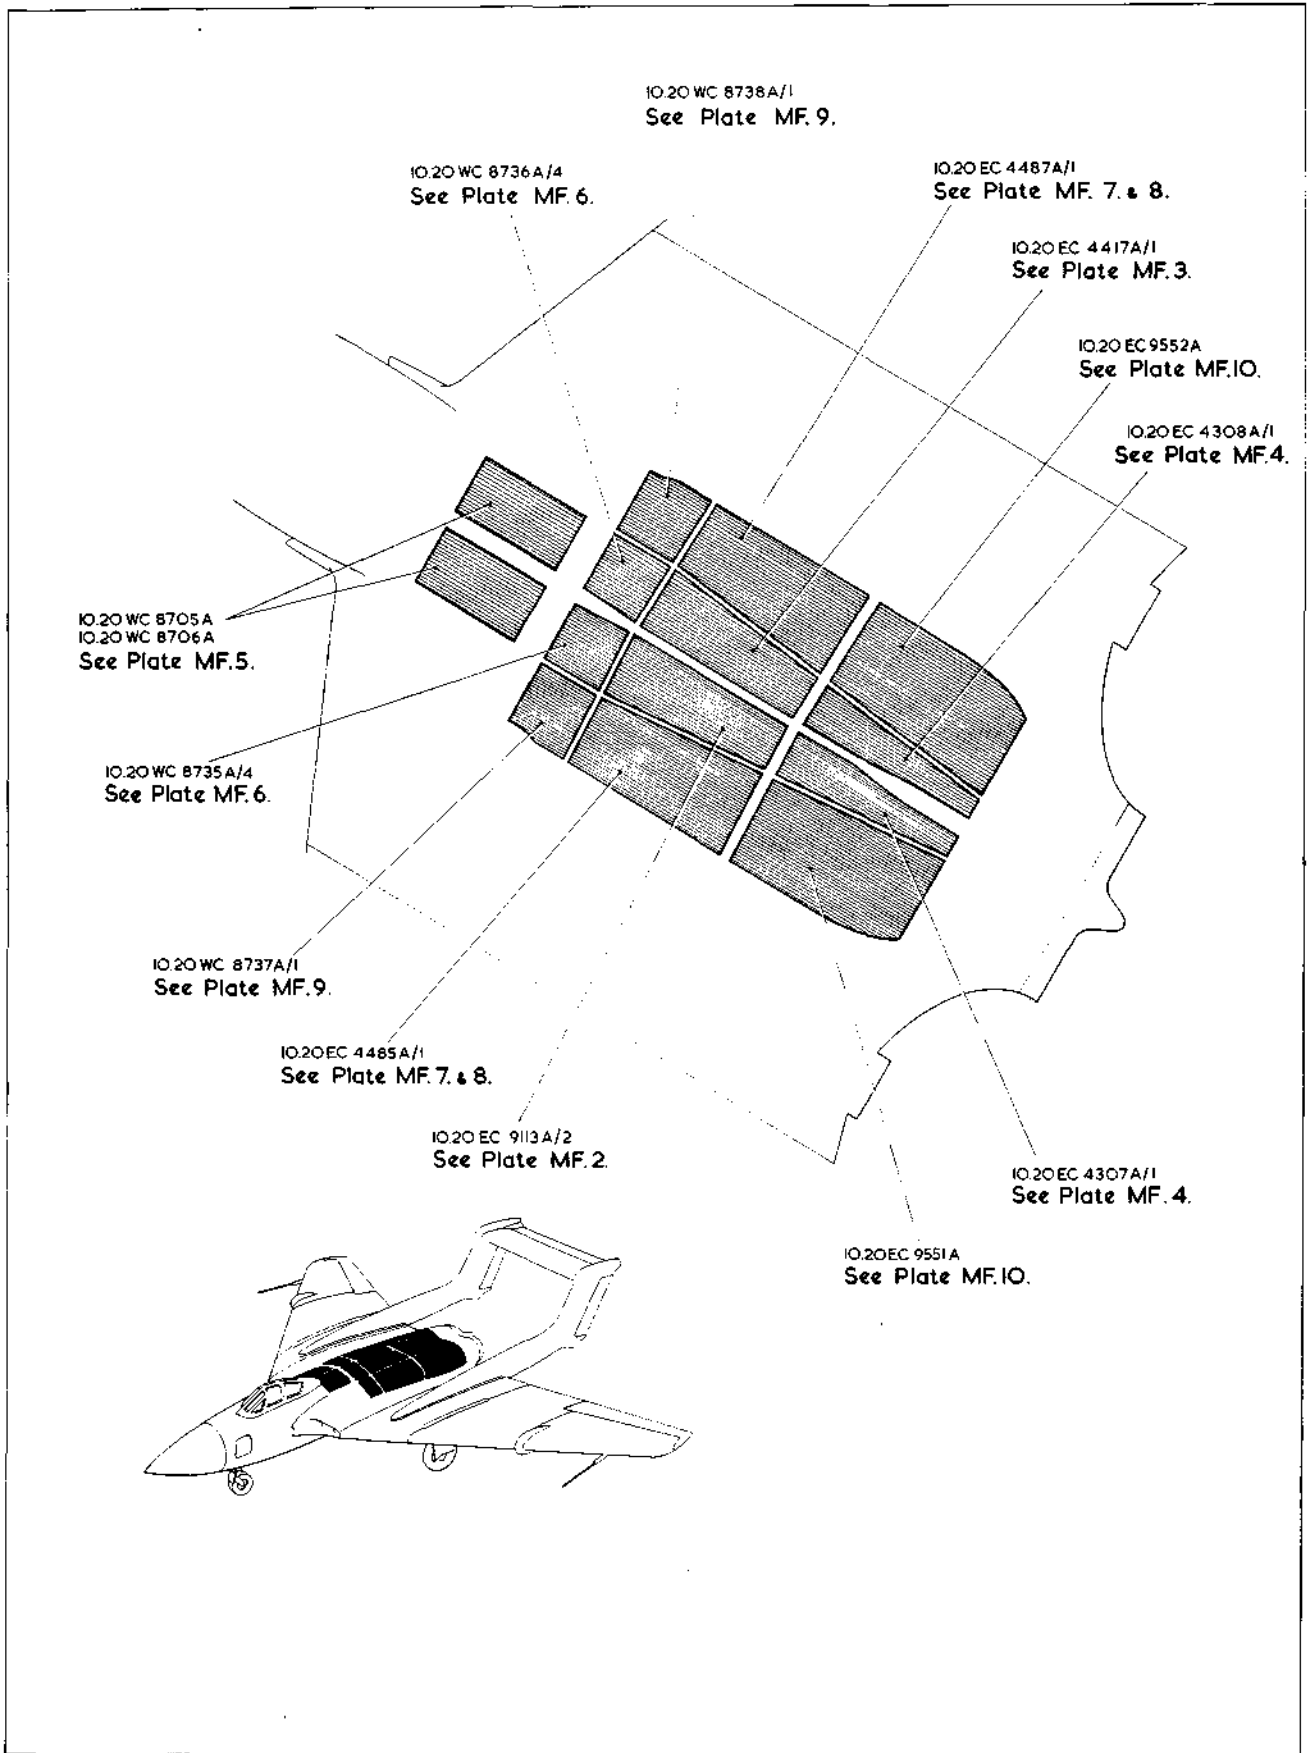 10.20 WC 8738A/1
See Plate MF. 9.
10.20 WC 8736A/4
See Plate MF. 6.
10.20 EC 4487A/1
See Plate MF. 7. & 8.
10.20 EC 4417A/1
See Plate MF. 3.
10.20 EC 9552A
See Plate MF.10.
10.20 EC 4308A/1
See Plate MF.4.
10.20 WC 8705A
10.20 WC 8706A
See Plate MF.5.
10.20 WC 8735A/4
See Plate MF. 6.
10.20 WC 8737A/1
See Plate MF.9.
10.20EC 4485A/1
See Plate MF. 7. & 8.
10.20 EC 9113A/2
See Plate MF. 2.
10.20EC 4307A/1
See Plate MF. 4.
10.20EC 9551A
See Plate MF.10.